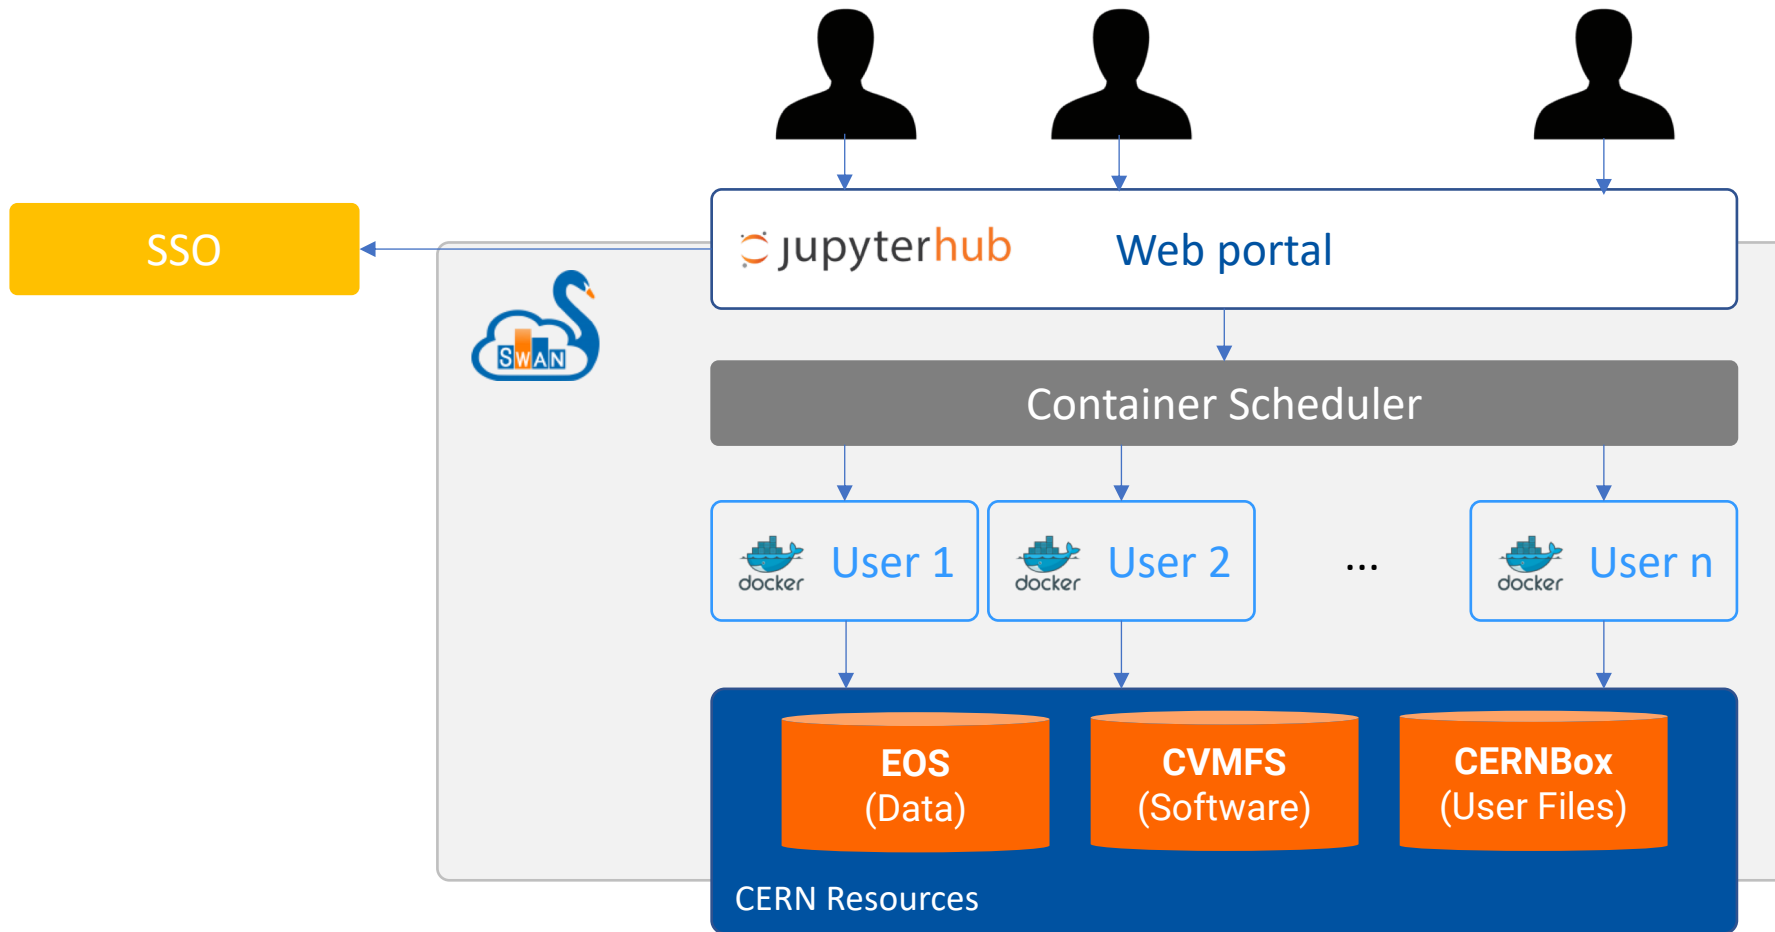 SSO
jupyterhub Web portal
SWAN
Container Scheduler
docker User 1
docker User 2
...
docker User n
EOS
(Data)
CVMFS
(Software)
CERNBox
(User Files)
CERN Resources